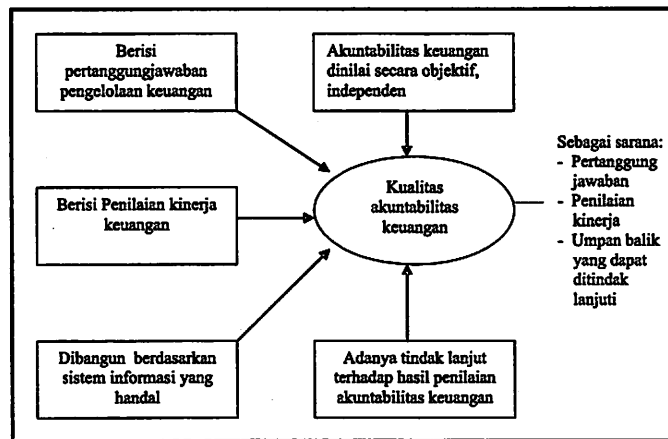 Berisi
pertanggungjawaban
pengelolaan keuangan
Akuntabilitas keuangan
dinilai secara objektif,
independen
Berisi Penilaian kinerja
keuangan
Kualitas
akuntabilitas
keuangan
Sebagai sarana:
- Pertanggung
jawaban
- Penilaian
kinerja
- Umpan balik
yang dapat
ditindak
lanjuti
Dibangun berdasarkan
sistem informasi yang
handal
Adanya tindak lanjut
terhadap hasil penilaian
akuntabilitas keuangan